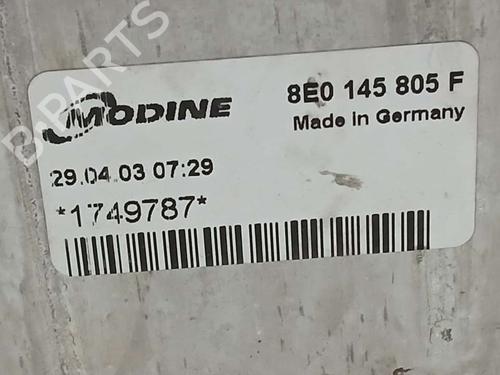 MODINE
8E0 145 805 F
Made in Germany
29.04.03 07:29
*1749787*
B-PARTS